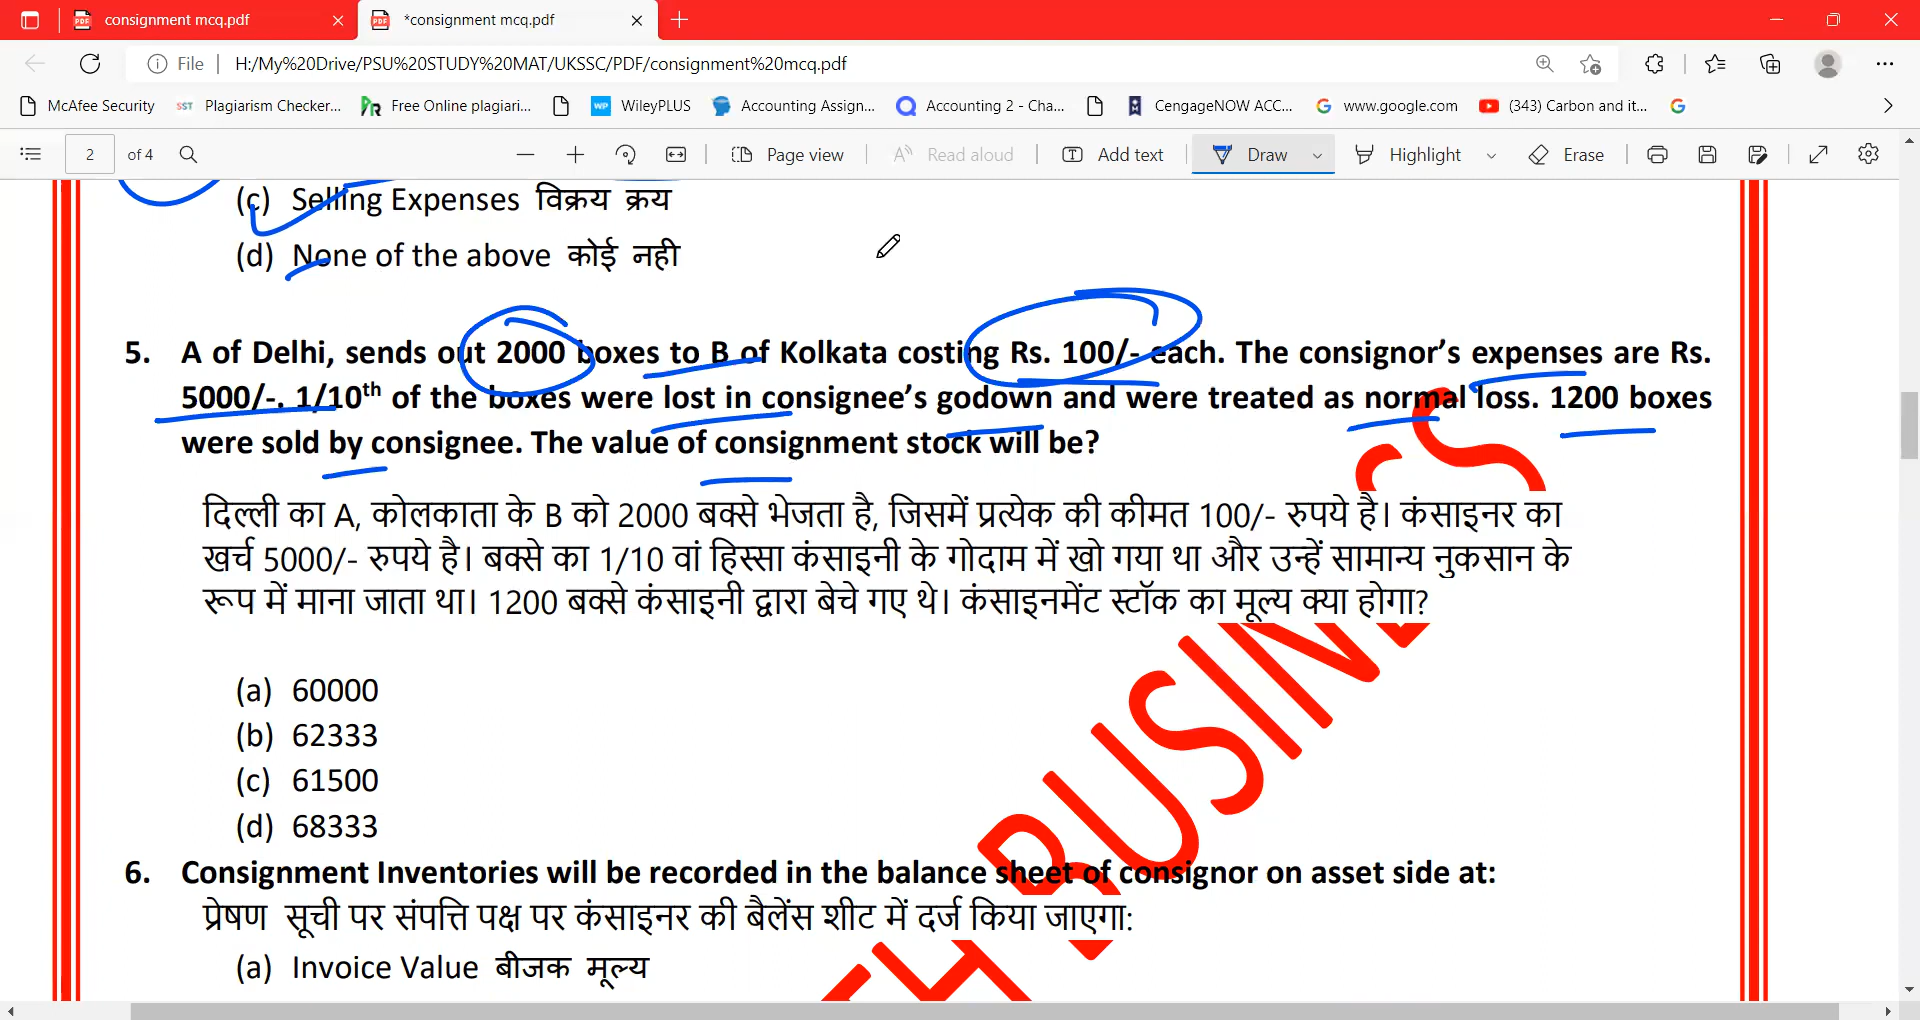 consignment mcq.pdf
*consignment mcq.pdf
File
H:/My%20Drive/PSU%20STUDY%20MAT/UKSSC/PDF/consignment%20mcq.pdf
McAfee Security
SST Plagiarism Checker...
Free Online plagiari...
WP WileyPLUS
Accounting Assign...
Accounting 2 - Cha...
CengageNOW ACC...
www.google.com
(343) Carbon and it...
2 of 4
Page view
Read aloud
Add text
Draw
Highlight
Erase
(c) Selling Expenses विक्रय क्रय
(d) None of the above कोई नही
5. A of Delhi, sends out 2000 boxes to B of Kolkata costing Rs. 100/- each. The consignor's expenses are Rs.
5000/-. 1/10th of the boxes were lost in consignee's godown and were treated as normal loss. 1200 boxes
were sold by consignee. The value of consignment stock will be?
दिल्ली का A, कोलकाता के B को 2000 बक्से भेजता है, जिसमें प्रत्येक की कीमत 100/- रुपये है। कंसाइनर का
खर्च 5000/- रुपये है। बक्से का 1/10 वां हिस्सा कंसाइनी के गोदाम में खो गया था और उन्हें सामान्य नुकसान के
रूप में माना जाता था। 1200 बक्से कंसाइनी द्वारा बेचे गए थे। कंसाइनमेंट स्टॉक का मूल्य क्या होगा?
(a) 60000
(b) 62333
(c) 61500
(d) 68333
6. Consignment Inventories will be recorded in the balance sheet of consignor on asset side at:
प्रेषण सूची पर संपत्ति पक्ष पर कंसाइनर की बैलेंस शीट में दर्ज किया जाएगा:
(a) Invoice Value बीजक मूल्य